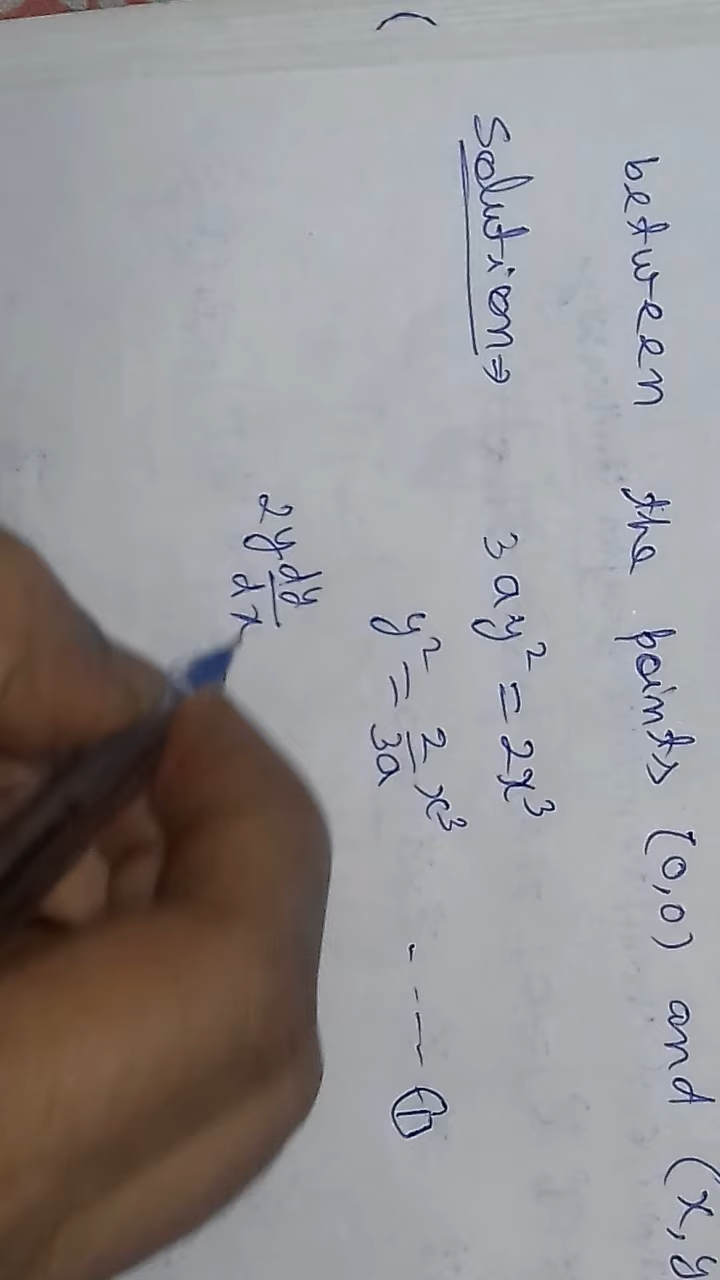 between the points (0,0) and (x,y
Solution ⇒ 3ay² = 2x³
y² = 2/3a x³ - - - — ①
2y dy/dx